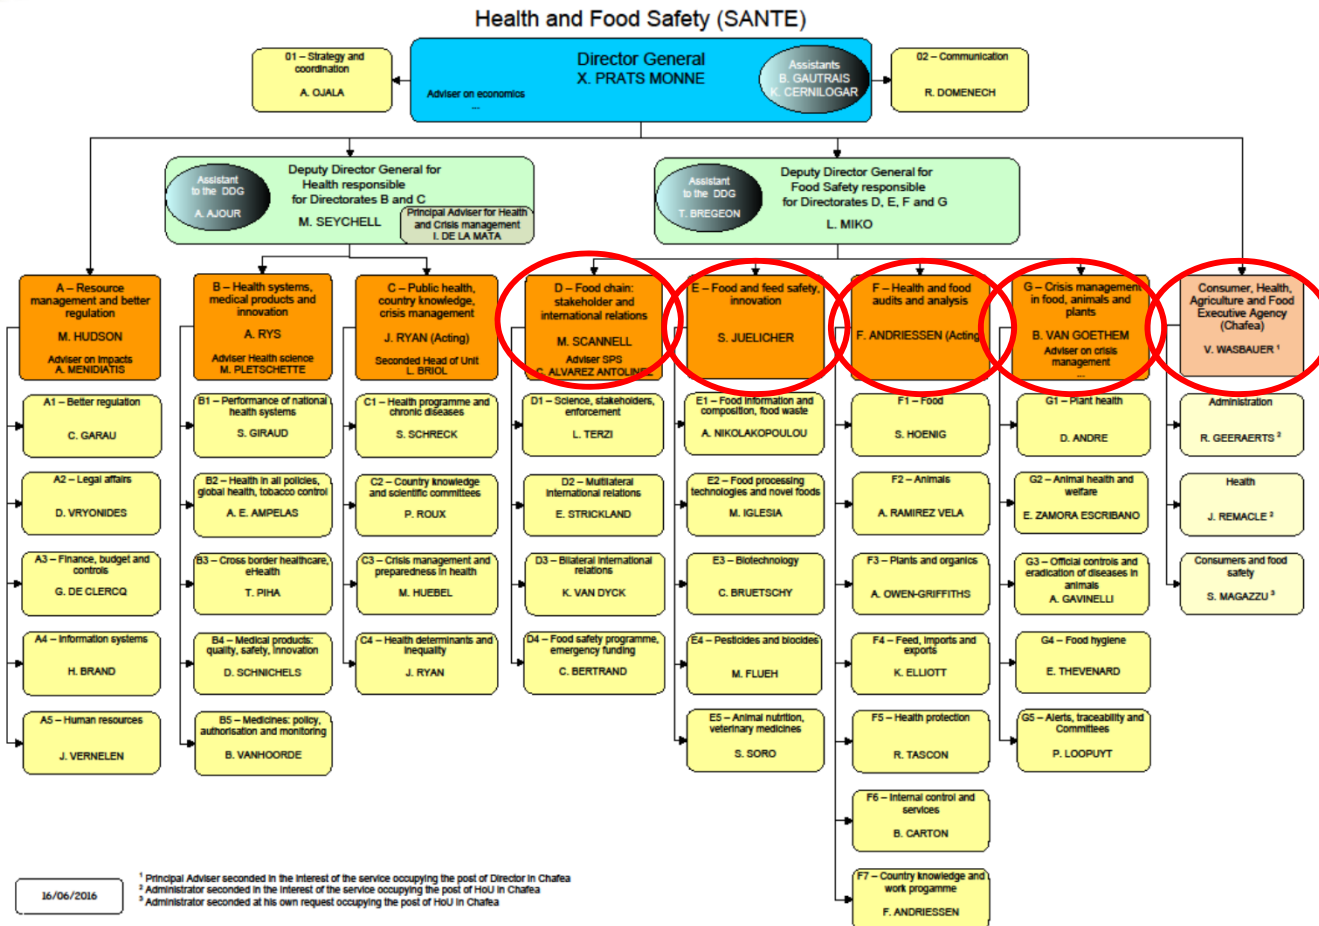 Health and Food Safety (SANTE)
01 – Strategy and
coordination
A. OJALA
Director General
X. PRATS MONNE
Adviser on economics
...
Assistants
B. GAUTRAIS
K. CERNILOGAR
02 – Communication
R. DOMENECH
Assistant
to the DDG
A. AJOUR
Deputy Director General for
Health responsible
for Directorates B and C
M. SEYCHELL
Principal Adviser for Health
and Crisis management
I. DE LA MATA
Assistant
to the DDG
T. BREGEON
Deputy Director General for
Food Safety responsible
for Directorates D, E, F and G
L. MIKO
A – Resource
management and better
regulation
M. HUDSON
Adviser on impacts
A. MENIDIATIS
A1 – Better regulation
C. GARAU
A2 – Legal affairs
D. VRYONIDES
A3 – Finance, budget and
controls
G. DE CLERCQ
A4 – Information systems
H. BRAND
A5 – Human resources
J. VERNELEN
B – Health systems,
medical products and
innovation
A. RYS
Adviser Health science
M. PLETSCHETTE
B1 – Performance of national
health systems
S. GIRAUD
B2 – Health in all policies,
global health, tobacco control
A. E. AMPELAS
B3 – Cross border healthcare,
eHealth
T. PIHA
B4 – Medical products:
quality, safety, innovation
D. SCHNICHELS
B5 – Medicines: policy,
authorisation and monitoring
B. VANHOORDE
C – Public health,
country knowledge,
crisis management
J. RYAN (Acting)
Seconded Head of Unit
L. BRIOL
C1 – Health programme and
chronic diseases
S. SCHRECK
C2 – Country knowledge
and scientific committees
P. ROUX
C3 – Crisis management and
preparedness in health
M. HUEBEL
C4 – Health determinants and
inequality
J. RYAN
D – Food chain:
stakeholder and
international relations
M. SCANNELL
Adviser SPS
C. ALVAREZ ANTOLINEZ
D1 – Science, stakeholders,
enforcement
L. TERZI
D2 – Multilateral
international relations
E. STRICKLAND
D3 – Bilateral international
relations
K. VAN DYCK
D4 – Food safety programme,
emergency funding
C. BERTRAND
E – Food and feed safety,
innovation
S. JUELICHER
E1 – Food information and
composition, food waste
A. NIKOLAKOPOULOU
E2 – Food processing
technologies and novel foods
M. IGLESIA
E3 – Biotechnology
C. BRUETSCHY
E4 – Pesticides and biocides
M. FLUEH
E5 – Animal nutrition,
veterinary medicines
S. SORO
F – Health and food
audits and analysis
F. ANDRIESSEN (Acting
F1 – Food
S. HOENIG
F2 – Animals
A. RAMIREZ VELA
F3 – Plants and organics
A. OWEN-GRIFFITHS
F4 – Feed, imports and
exports
K. ELLIOTT
F5 – Health protection
R. TASCON
F6 – Internal control and
services
B. CARTON
F7 – Country knowledge and
work progamme
F. ANDRIESSEN
G – Crisis management
in food, animals and
plants
B. VAN GOETHEM
Adviser on crisis
management
...
G1 – Plant health
D. ANDRE
G2 – Animal health and
welfare
E. ZAMORA ESCRIBANO
G3 – Official controls and
eradication of diseases in
animals
A. GAVINELLI
G4 – Food hygiene
E. THEVENARD
G5 – Alerts, traceability and
Committees
P. LOOPUYT
Consumer, Health,
Agriculture and Food
Executive Agency
(Chafea)
V. WASBAUER ¹
Administration
R. GEERAERTS ²
Health
J. REMACLE ²
Consumers and food
safety
S. MAGAZZU ³
16/06/2016
¹ Principal Adviser seconded in the interest of the service occupying the post of Director in Chafea
² Administrator seconded in the interest of the service occupying the post of HoU in Chafea
³ Administrator seconded at his own request occupying the post of HoU in Chafea